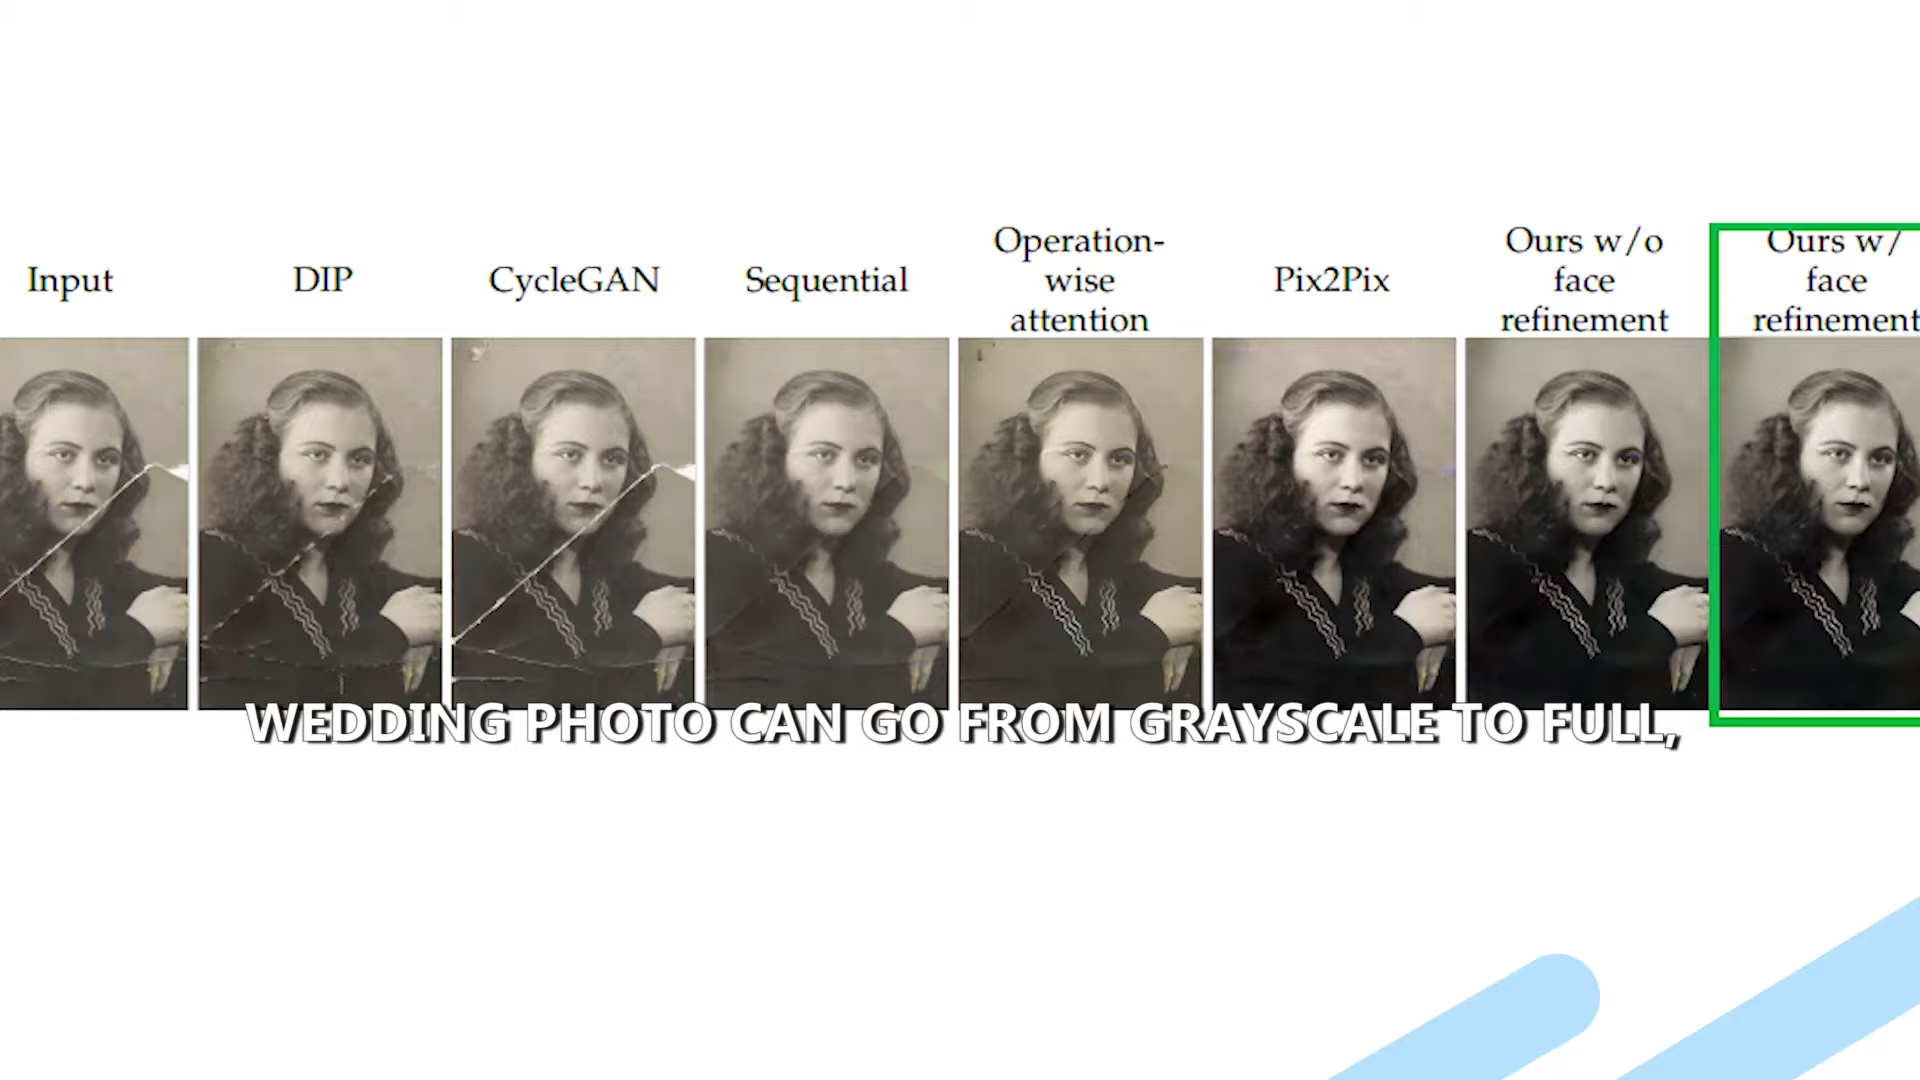 Input
DIP
CycleGAN
Sequential
Operation-
wise
attention
Pix2Pix
Ours w/o
face
refinement
Ours w/
face
refinement
WEDDING PHOTO CAN GO FROM GRAYSCALE TO FULL,